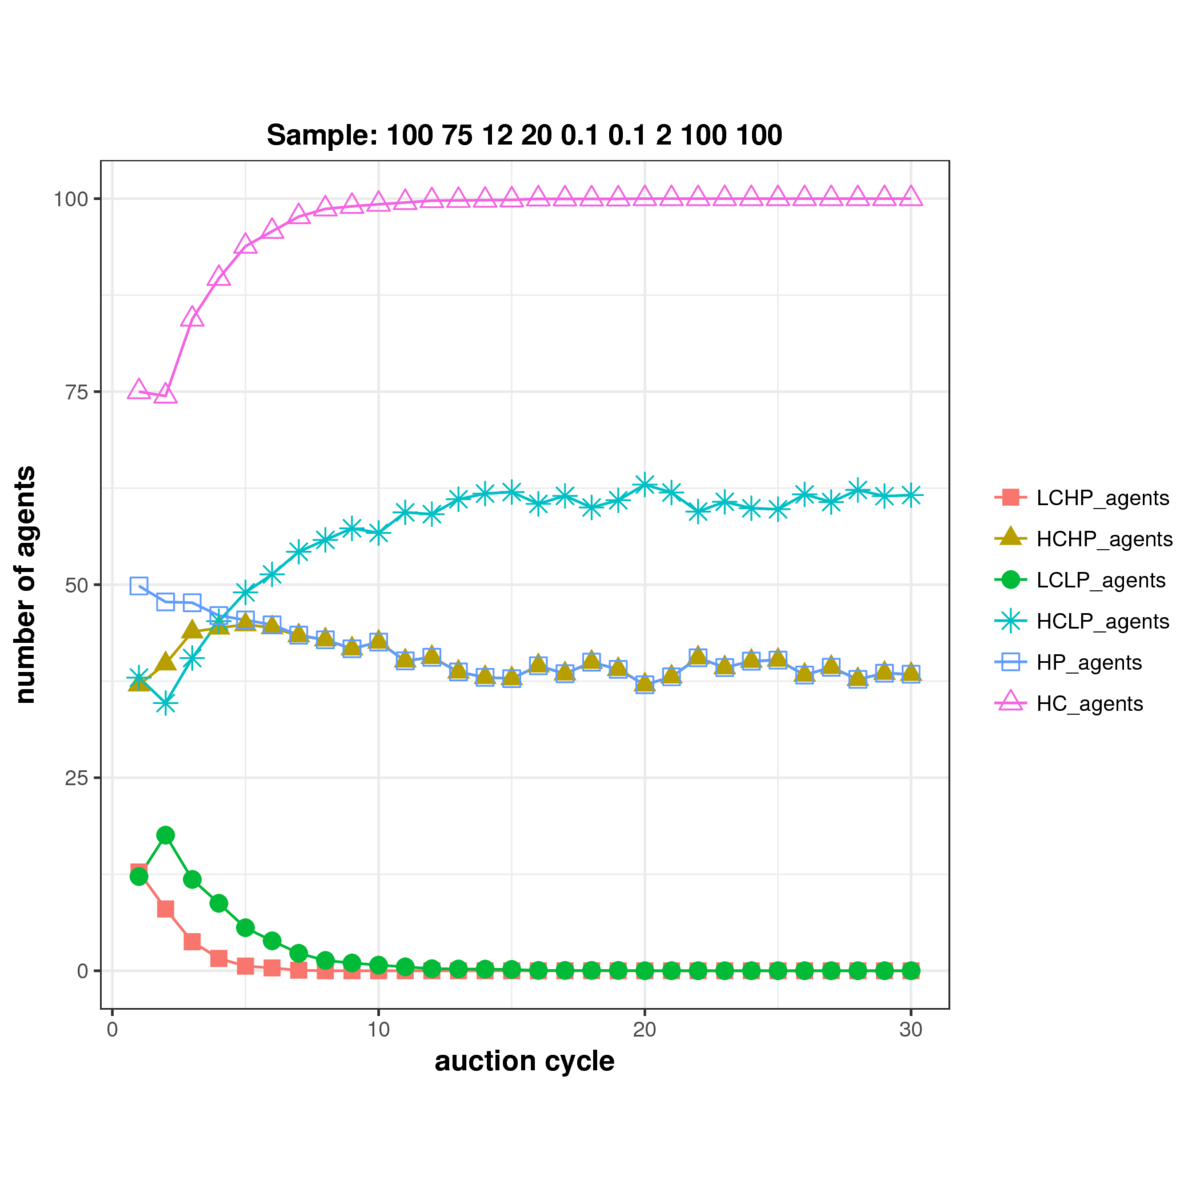 Sample: 100 75 12 20 0.1 0.1 2 100 100
100
75
50
25
0
number of agents
0 10 20 30
auction cycle
LCHP_agents
HCHP_agents
LCLP_agents
HCLP_agents
HP_agents
HC_agents